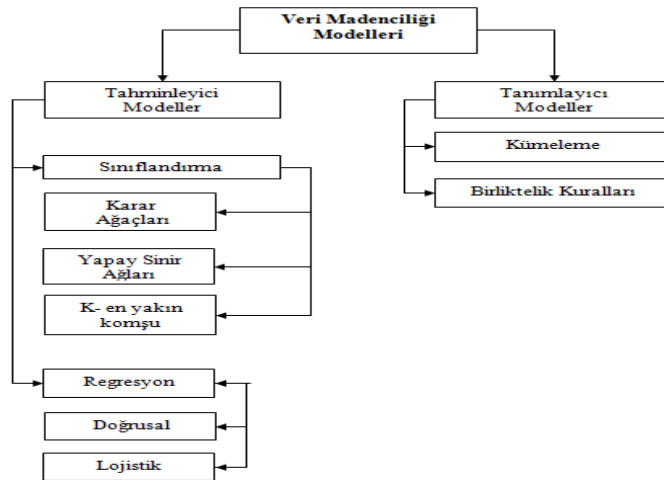 Veri Madenciliği
Modelleri
Tahminleyici
Modeller
Sınıflandırma
Karar
Ağaçları
Yapay Sinir
Ağları
K- en yakın
komşu
Regresyon
Doğrusal
Lojistik
Tanımlayıcı
Modeller
Kümeleme
Birliktelik Kuralları